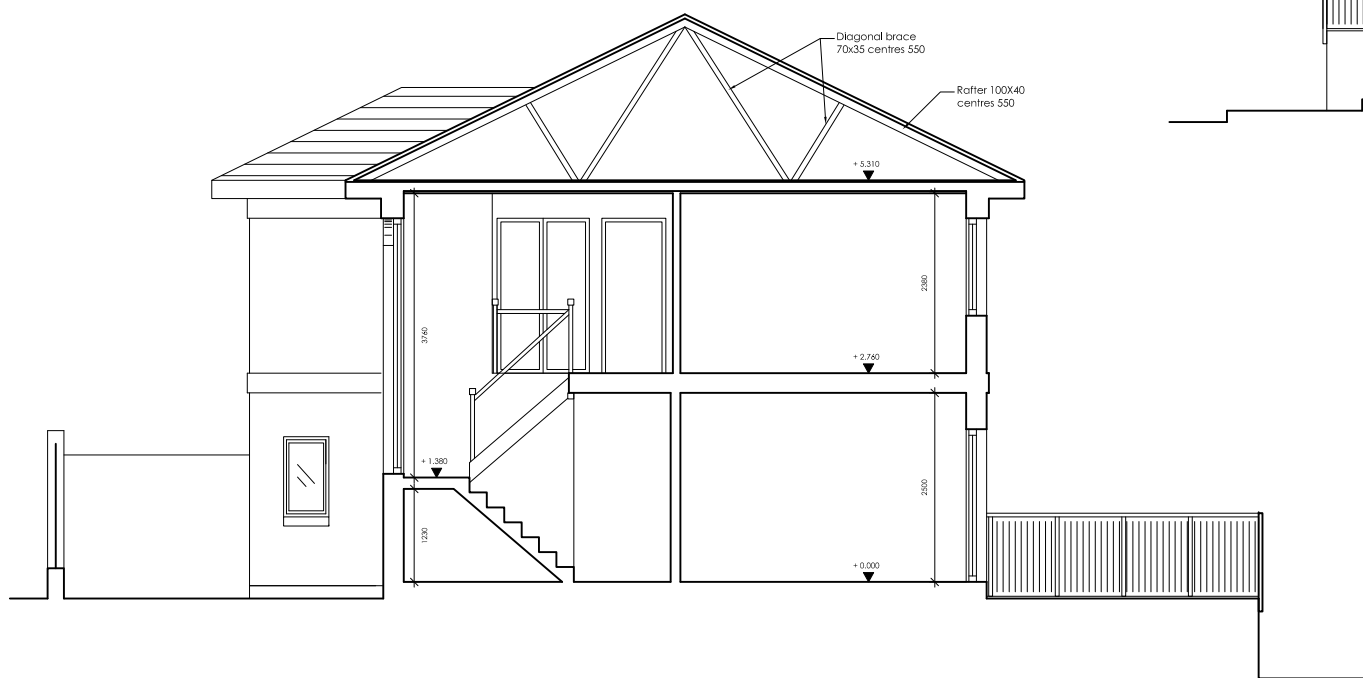 Diagonal brace
70x35 centres 550
Rafter 100X40
centres 550
+ 5.310
2380
3760
+ 2.760
+ 1.380
2500
1230
+ 0.000